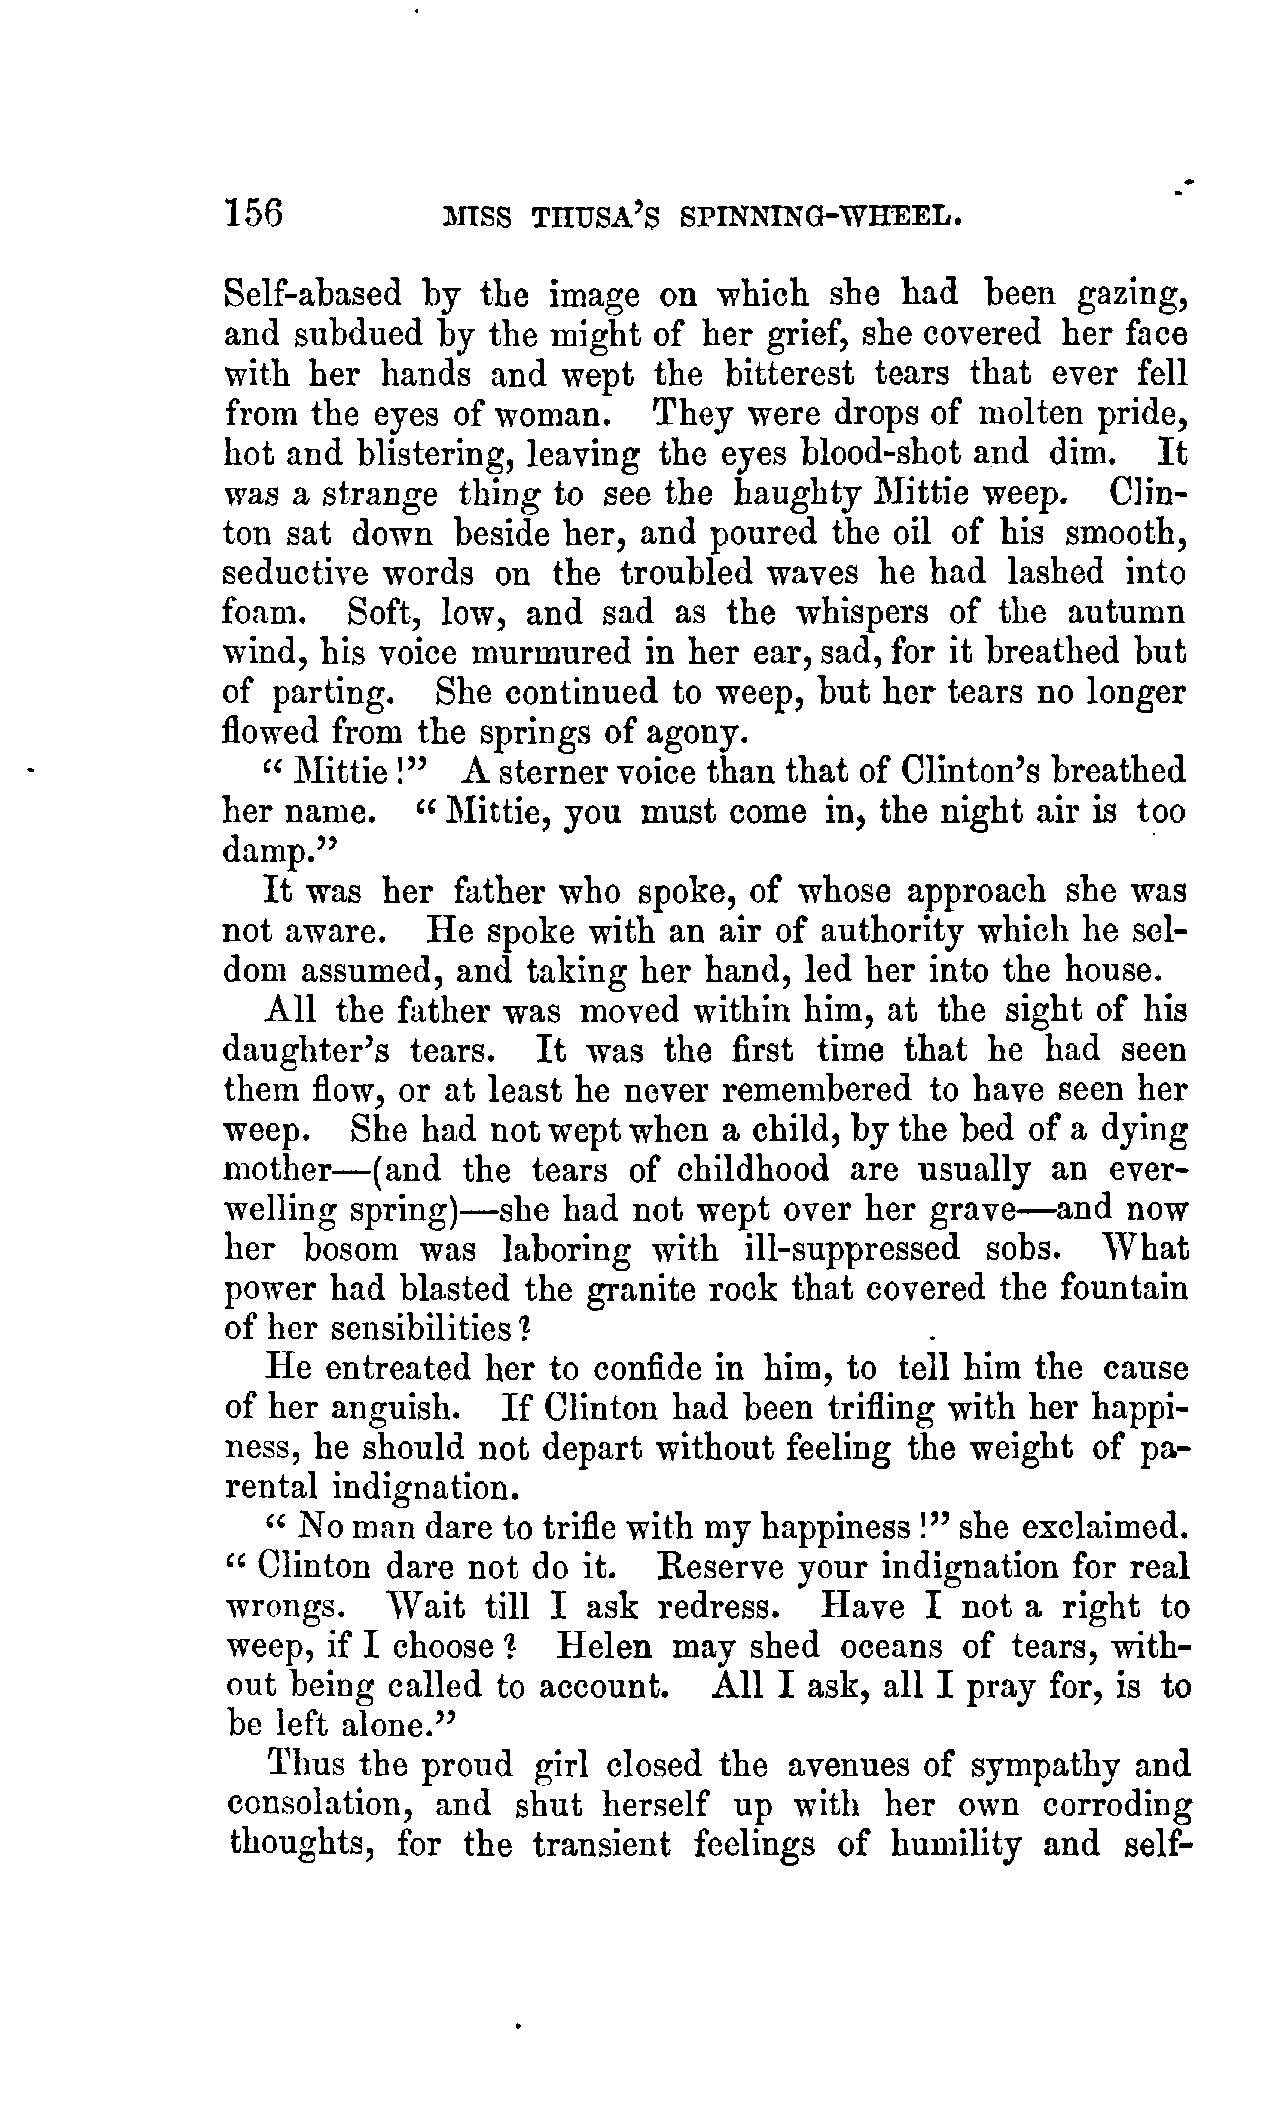 156 MISS THUSA'S SPINNING-WHEEL.
Self-abased by the image on which she had been gazing,
and subdued by the might of her grief, she covered her face
with her hands and wept the bitterest tears that ever fell
from the eyes of woman. They were drops of molten pride,
hot and blistering, leaving the eyes blood-shot and dim. It
was a strange thing to see the haughty Mittie weep. Clin-
ton sat down beside her, and poured the oil of his smooth,
seductive words on the troubled waves he had lashed into
foam. Soft, low, and sad as the whispers of the autumn
wind, his voice murmured in her ear, sad, for it breathed but
of parting. She continued to weep, but her tears no longer
flowed from the springs of agony.
"Mittie!" A sterner voice than that of Clinton's breathed
her name. "Mittie, you must come in, the night air is too
damp."
It was her father who spoke, of whose approach she was
not aware. He spoke with an air of authority which he sel-
dom assumed, and taking her hand, led her into the house.
All the father was moved within him, at the sight of his
daughter's tears. It was the first time that he had seen
them flow, or at least he never remembered to have seen her
weep. She had not wept when a child, by the bed of a dying
mother—(and the tears of childhood are usually an ever-
welling spring)—she had not wept over her grave—and now
her bosom was laboring with ill-suppressed sobs. What
power had blasted the granite rock that covered the fountain
of her sensibilities?
He entreated her to confide in him, to tell him the cause
of her anguish. If Clinton had been trifling with her happi-
ness, he should not depart without feeling the weight of pa-
rental indignation.
"No man dare to trifle with my happiness!" she exclaimed.
"Clinton dare not do it. Reserve your indignation for real
wrongs. Wait till I ask redress. Have I not a right to
weep, if I choose? Helen may shed oceans of tears, with-
out being called to account. All I ask, all I pray for, is to
be left alone."
Thus the proud girl closed the avenues of sympathy and
consolation, and shut herself up with her own corroding
thoughts, for the transient feelings of humility and self-